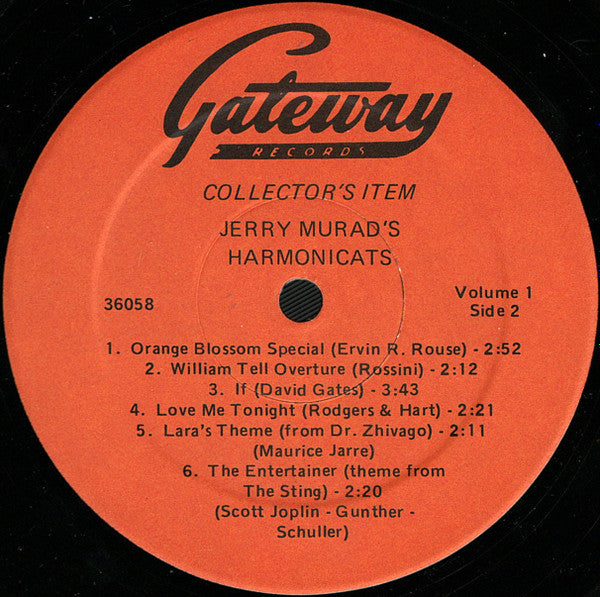 Gateway
RECORDS
COLLECTOR'S ITEM
JERRY MURAD'S
HARMONICATS
36058
Volume 1
Side 2
1. Orange Blossom Special (Ervin R. Rouse) - 2:52
2. William Tell Overture (Rossini) - 2:12
3. If (David Gates) - 3:43
4. Love Me Tonight (Rodgers & Hart) - 2:21
5. Lara's Theme (from Dr. Zhivago) - 2:11
(Maurice Jarre)
6. The Entertainer (theme from
The Sting) - 2:20
(Scott Joplin - Gunther -
Schuller)